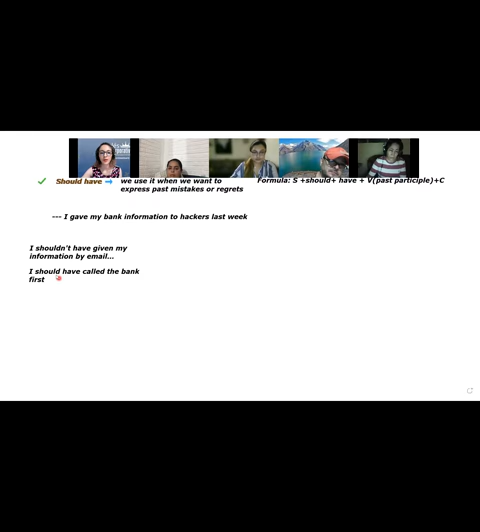 Should have
we use it when we want to
express past mistakes or regrets
Formula: S +should+ have + V(past participle)+C
--- I gave my bank information to hackers last week
I shouldn't have given my
information by email...
I should have called the bank
first